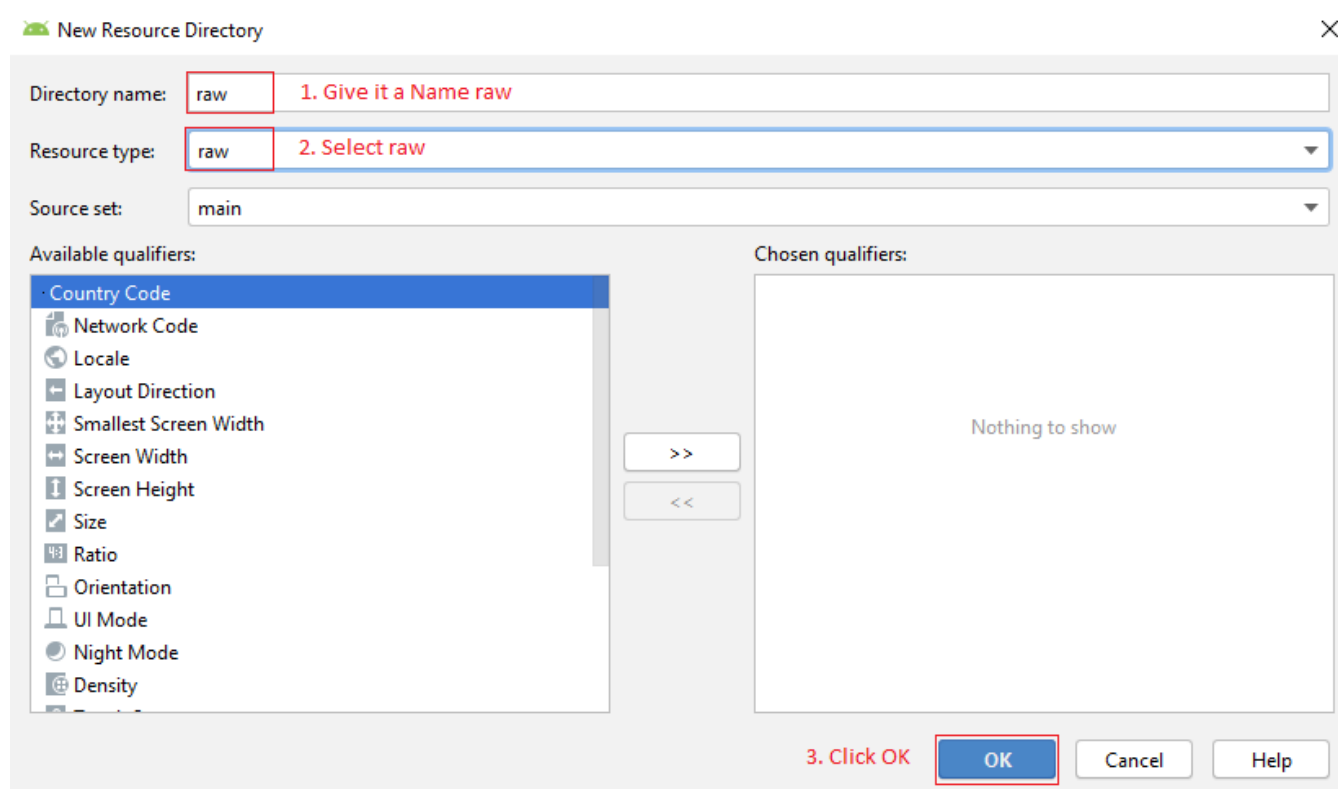 New Resource Directory
Directory name: raw 1. Give it a Name raw
Resource type: raw 2. Select raw
Source set: main
Available qualifiers: Chosen qualifiers:
Country Code
Network Code
Locale
Layout Direction
Smallest Screen Width
Nothing to show
Screen Width
>>
Screen Height
<<
Size
4:3 Ratio
Orientation
UI Mode
Night Mode
Density
3. Click OK OK Cancel Help